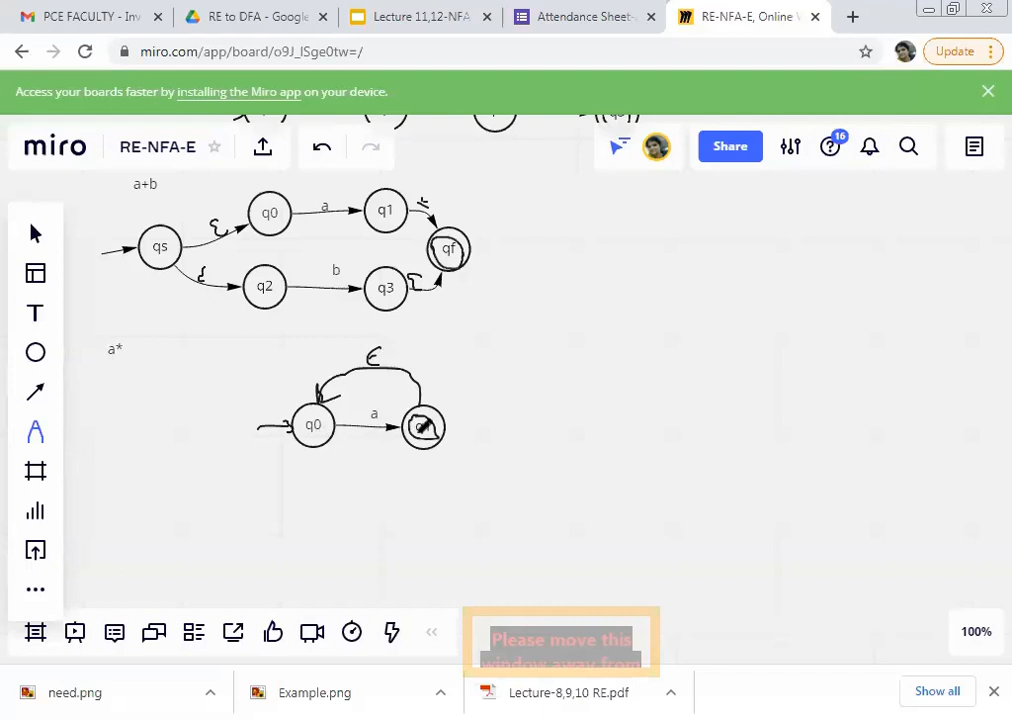 PCE FACULTY - Inv
RE to DFA - Google
Lecture 11,12-NFA
Attendance Sheet-
RE-NFA-E, Online
miro.com/app/board/o9J_lSge0tw=/
Update
Access your boards faster by installing the Miro app on your device.
miro
RE-NFA-E
Share
16
a+b
qs
ε
q0
a
q1
ε
qf
ε
q2
b
q3
ε
a*
ε
q0
a
100%
Please move this
window away from
need.png
Example.png
Lecture-8,9,10 RE.pdf
Show all